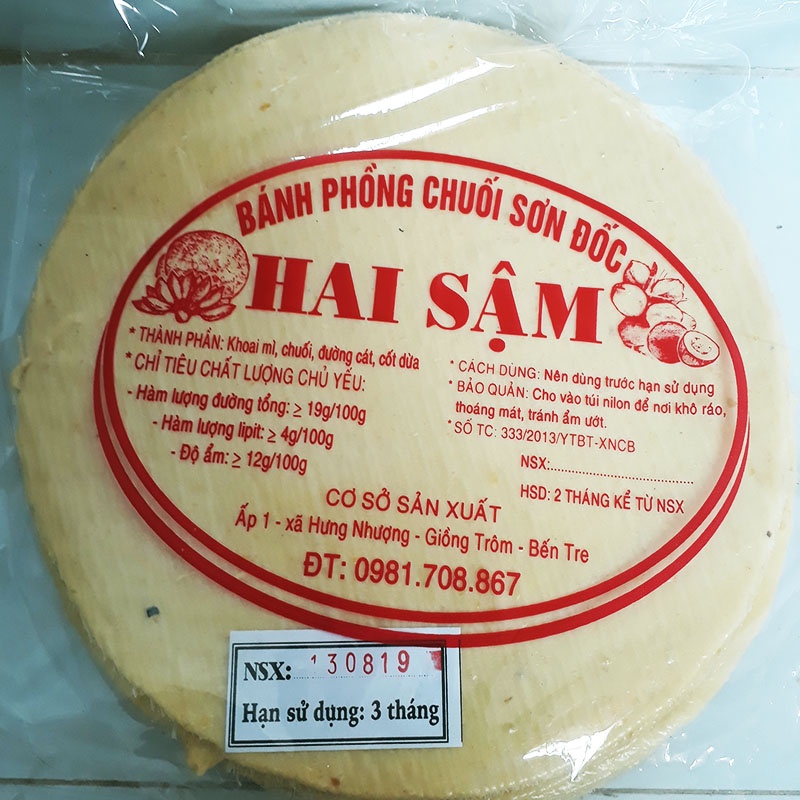 BÁNH PHỒNG CHUỐI SƠN ĐỐC
HAI SẬM
* THÀNH PHẦN: Khoai mì, chuối, đường cát, cốt dừa
* CHỈ TIÊU CHẤT LƯỢNG CHỦ YẾU:
- Hàm lượng đường tổng: ≥ 19g/100g
- Hàm lượng lipit: ≥ 4g/100g
- Độ ẩm: ≥ 12g/100g
* CÁCH DÙNG: Nên dùng trước hạn sử dụng
* BẢO QUẢN: Cho vào túi nilon để nơi khô ráo,
thoáng mát, tránh ẩm ướt.
* SỐ TC: 333/2013/YTBT-XNCB
NSX:........................................
HSD: 2 THÁNG KỂ TỪ NSX
CƠ SỞ SẢN XUẤT
Ấp 1 - xã Hưng Nhượng - Giồng Trôm - Bến Tre
ĐT: 0981.708.867
NSX: 130819
Hạn sử dụng: 3 tháng